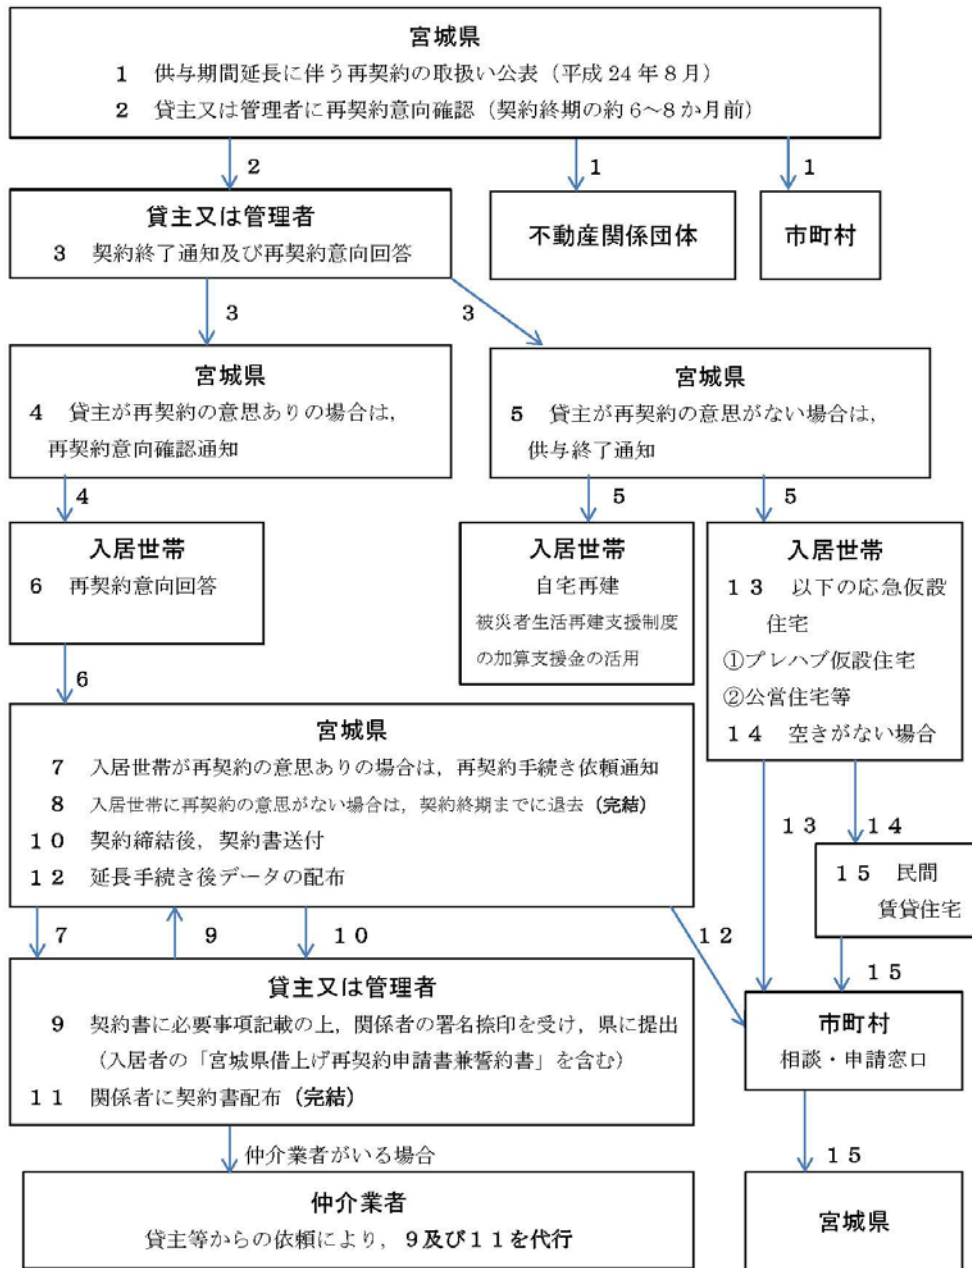 宮城県
1 供与期間延長に伴う再契約の取扱い公表（平成24年8月）
2 貸主又は管理者に再契約意向確認（契約終期の約6～8か月前）
2
1
1
貸主又は管理者
3 契約終了通知及び再契約意向回答
不動産関係団体
市町村
3
3
宮城県
4 貸主が再契約の意思ありの場合は，
再契約意向確認通知
宮城県
5 貸主が再契約の意思がない場合は，
供与終了通知
4
5
5
入居世帯
6 再契約意向回答
入居世帯
自宅再建
被災者生活再建支援制度
の加算支援金の活用
入居世帯
13 以下の応急仮設
住宅
①プレハブ仮設住宅
②公営住宅等
14 空きがない場合
6
宮城県
7 入居世帯が再契約の意思ありの場合は，再契約手続き依頼通知
8 入居世帯に再契約の意思がない場合は，契約終期までに退去（完結）
10 契約締結後，契約書送付
12 延長手続き後データの配布
13
14
15 民間
賃貸住宅
7
9
10
12
15
貸主又は管理者
9 契約書に必要事項記載の上，関係者の署名捺印を受け，県に提出
（入居者の「宮城県借上げ再契約申請書兼誓約書」を含む）
11 関係者に契約書配布（完結）
市町村
相談・申請窓口
仲介業者がいる場合
15
仲介業者
貸主等からの依頼により，9及び11を代行
宮城県